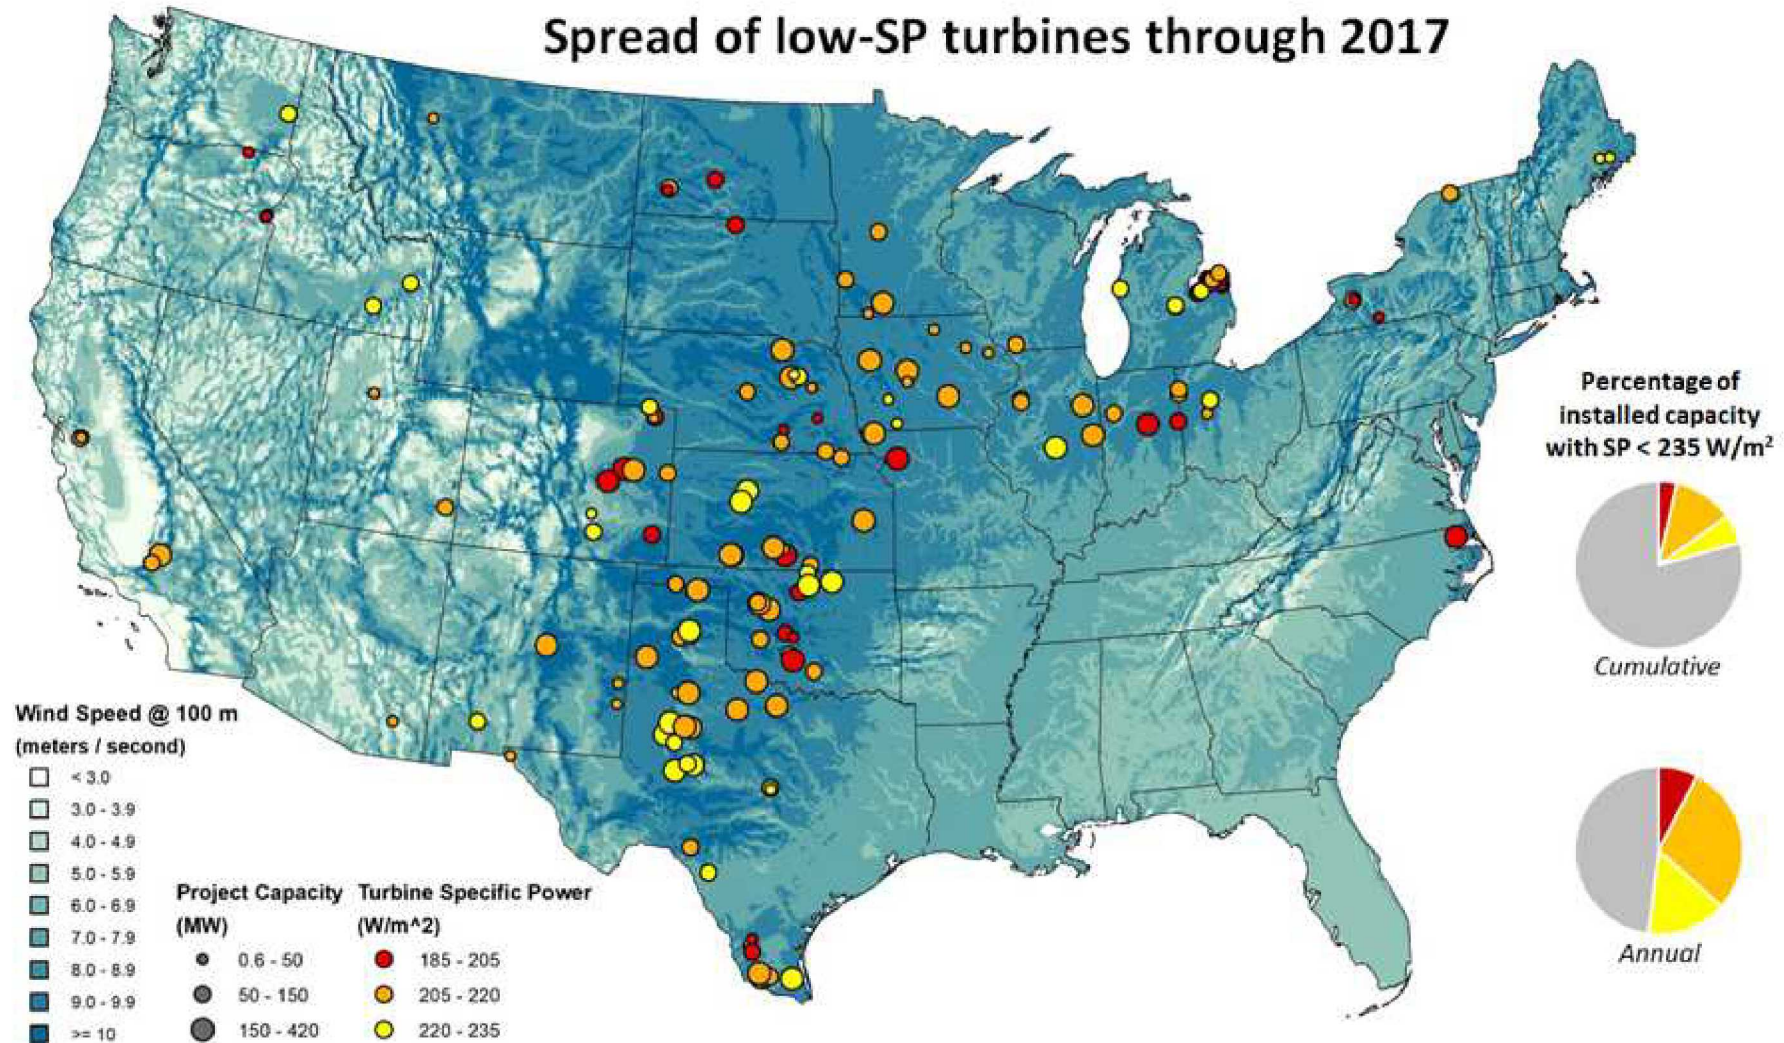 Spread of low-SP turbines through 2017
Percentage of
installed capacity
with SP < 235 W/m²
Cumulative
Annual
Wind Speed @ 100 m
(meters / second)
< 3.0
3.0 - 3.9
4.0 - 4.9
5.0 - 5.9
6.0 - 6.9
7.0 - 7.9
8.0 - 8.9
9.0 - 9.9
>= 10
Project Capacity
(MW)
0.6 - 50
50 - 150
150 - 420
Turbine Specific Power
(W/m^2)
185 - 205
205 - 220
220 - 235